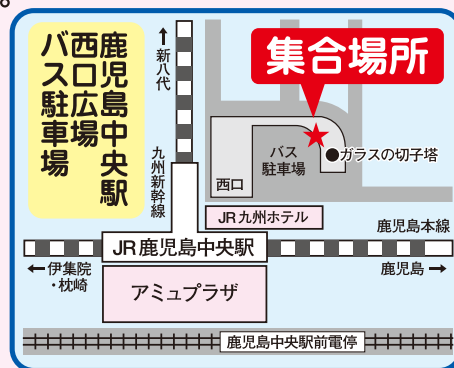 。
鹿児島中央駅
西口広場
バス駐車場
↑新八代
九州新幹線
集合場所
バス
駐車場
ガラスの切子塔
西口
JR九州ホテル
鹿児島本線
JR鹿児島中央駅
←伊集院
・枕崎
鹿児島→
アミュプラザ
鹿児島中央駅前電停